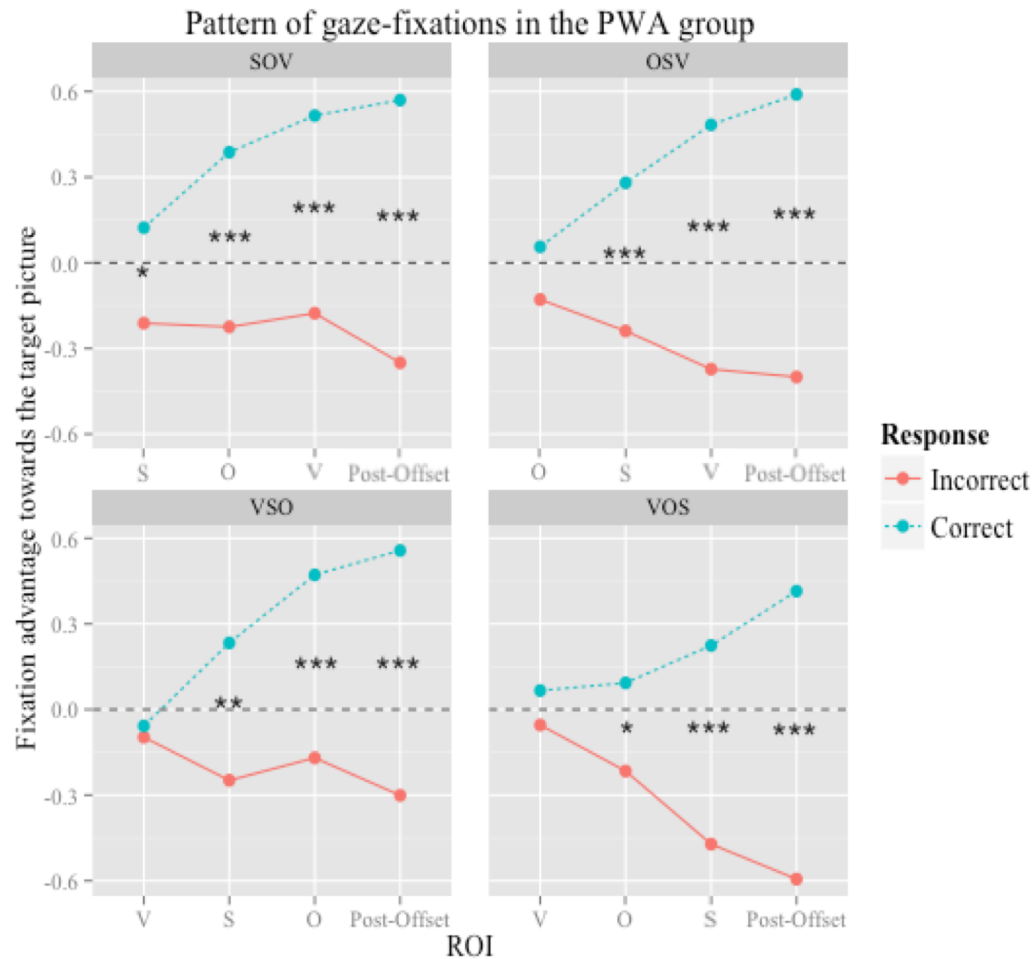 Pattern of gaze-fixations in the PWA group
SOV
OSV
Fixation advantage towards the target picture
0.6
0.3
0.0
-0.3
-0.6
*
***
***
***
***
***
***
S
O
V
Post-Offset
O
S
V
Post-Offset
VSO
VOS
0.6
0.3
0.0
-0.3
-0.6
**
***
***
*
***
***
V
S
O
Post-Offset
V
O
S
Post-Offset
ROI
Response
Incorrect
Correct